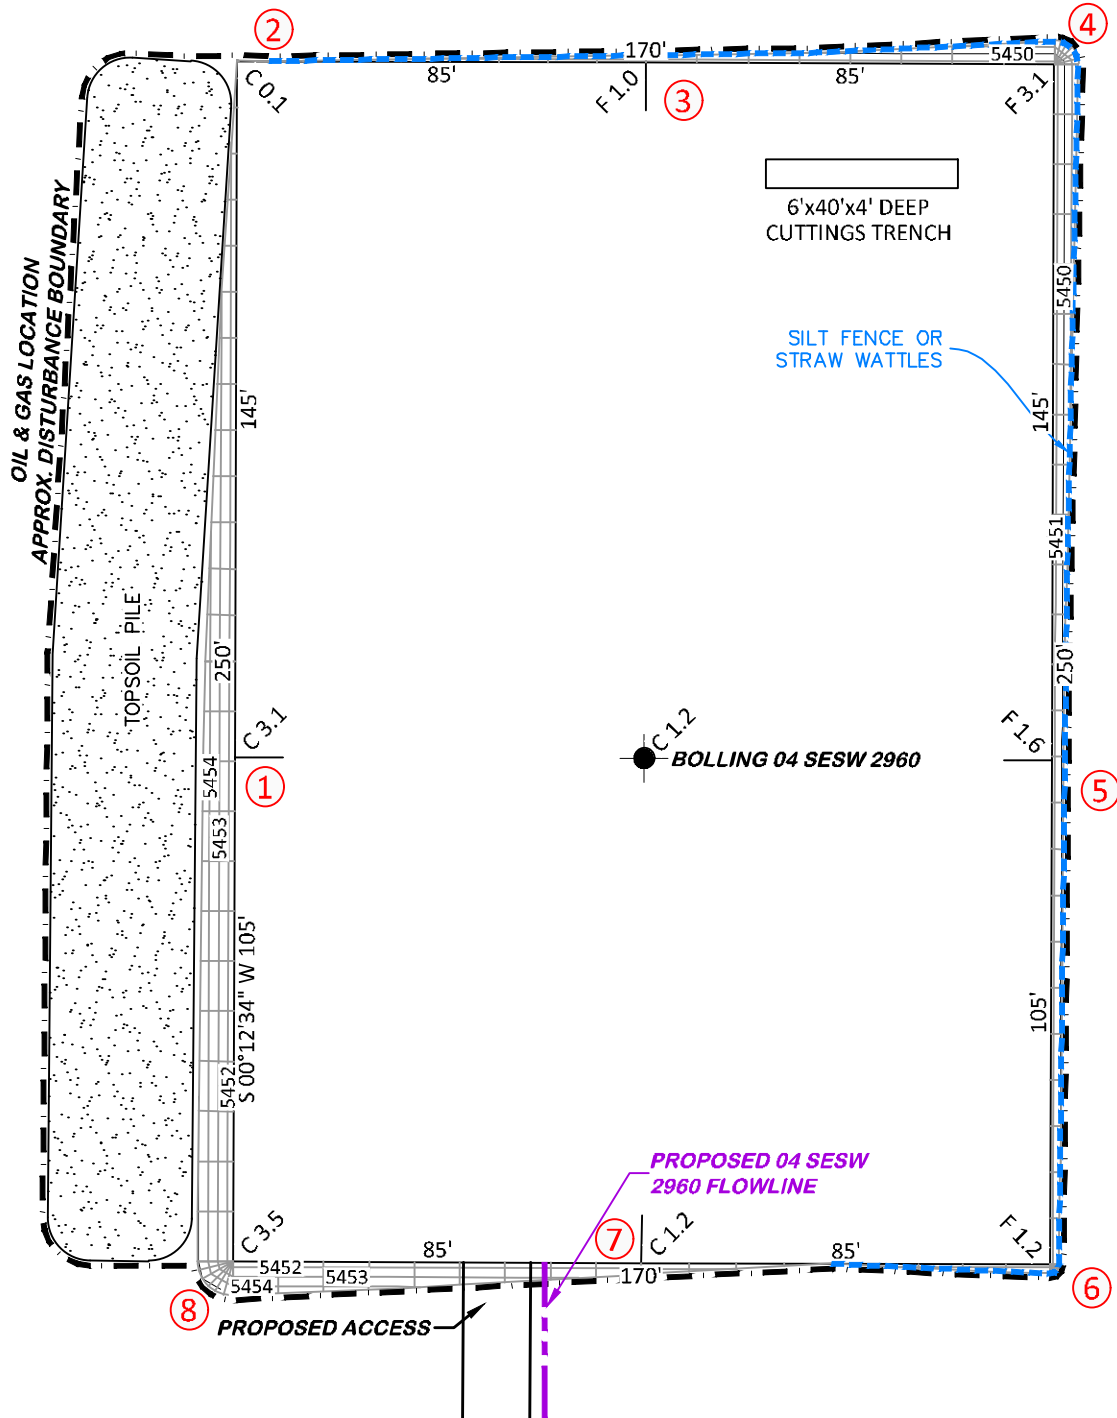 2
4
170'
5450
85'
85'
C 0.1
F 1.0
3
F 3.1
6'x40'x4' DEEP
CUTTINGS TRENCH
OIL & GAS LOCATION
APPROX. DISTURBANCE BOUNDARY
5450
SILT FENCE OR
STRAW WATTLES
145'
145'
5451
TOPSOIL PILE
250'
250'
C 3.1
C 1.2
F 1.6
BOLLING 04 SESW 2960
5454
1
5
5453
S 00°12'34" W 105'
105'
5452
PROPOSED 04 SESW
2960 FLOWLINE
C 3.5
7
C 1.2
F 1.2
85'
85'
5452
5453
5454
170'
6
8
PROPOSED ACCESS